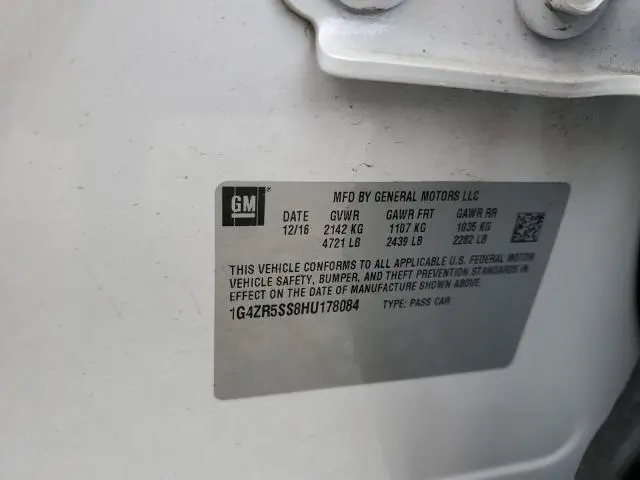 GM
MFD BY GENERAL MOTORS LLC
DATE GVWR GAWR FRT GAWR RR
12/16 2142 KG 1107 KG 1035 KG
4721 LB 2439 LB 2282 LB
THIS VEHICLE CONFORMS TO ALL APPLICABLE U.S. FEDERAL MOTOR
VEHICLE SAFETY, BUMPER, AND THEFT PREVENTION STANDARDS IN
EFFECT ON THE DATE OF MANUFACTURE SHOWN ABOVE.
1G4ZR5SS8HU178084 TYPE: PASS CAR